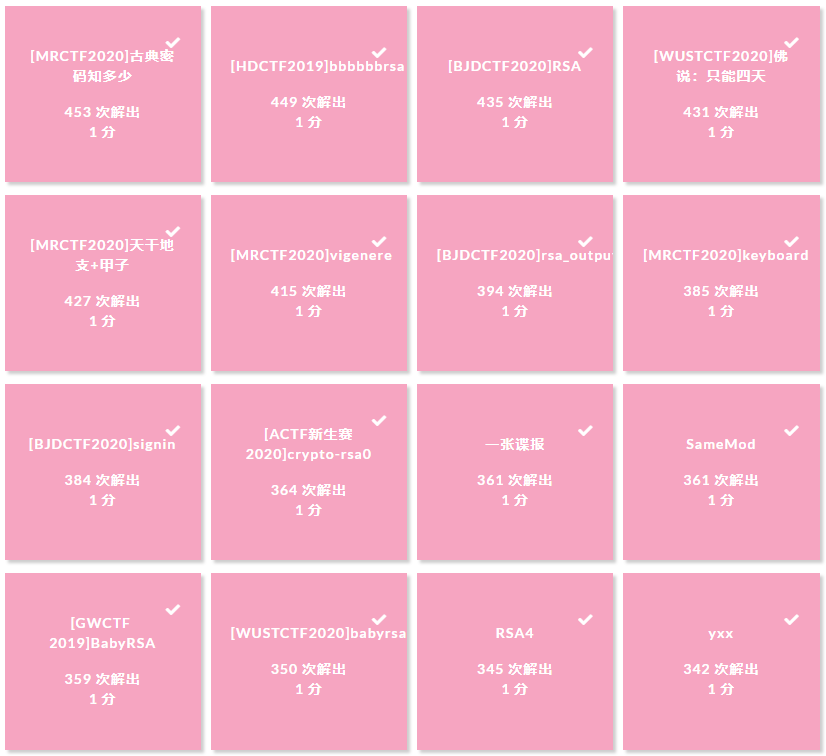 [MRCTF2020]古典密
码知多少
453 次解出
1 分
[HDCTF2019]bbbbbbrsa
449 次解出
1 分
[BJDCTF2020]RSA
435 次解出
1 分
[WUSTCTF2020]佛
说：只能四天
431 次解出
1 分
[MRCTF2020]天干地
支+甲子
427 次解出
1 分
[MRCTF2020]vigenere
415 次解出
1 分
[BJDCTF2020]rsa_outpu
394 次解出
1 分
[MRCTF2020]keyboard
385 次解出
1 分
[BJDCTF2020]signin
384 次解出
1 分
[ACTF新生赛
2020]crypto-rsa0
364 次解出
1 分
一张谍报
361 次解出
1 分
SameMod
361 次解出
1 分
[GWCTF
2019]BabyRSA
359 次解出
1 分
[WUSTCTF2020]babyrsa
350 次解出
1 分
RSA4
345 次解出
1 分
yxx
342 次解出
1 分